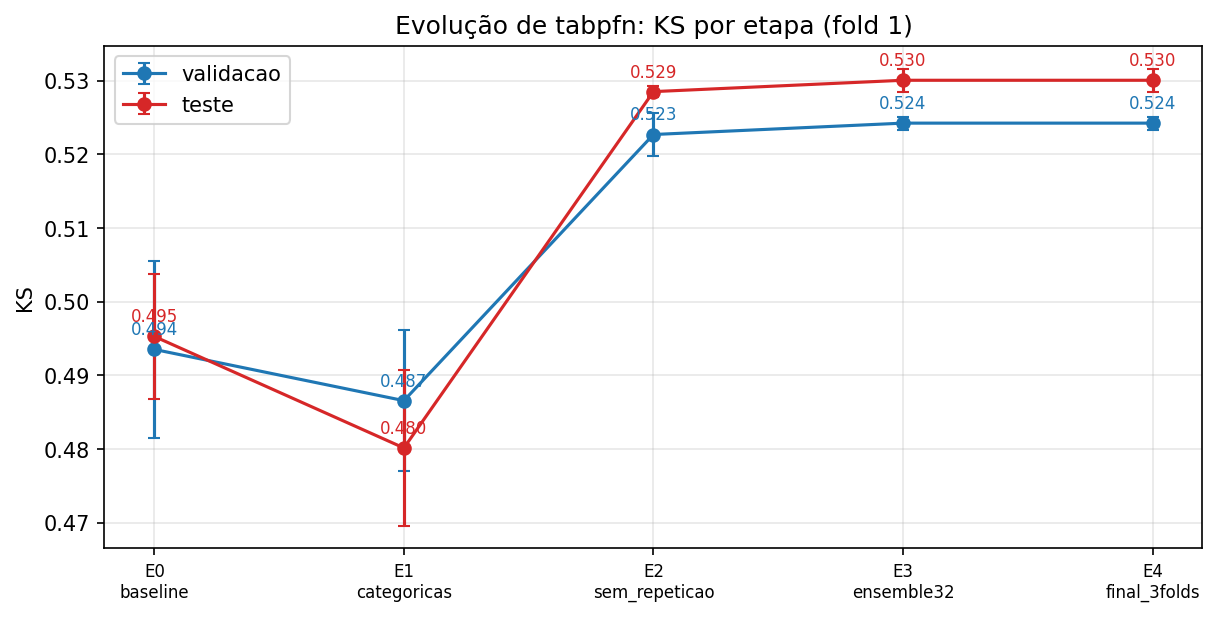 Evolução de tabpfn: KS por etapa (fold 1)
validacao
teste
KS
0.53
0.52
0.51
0.50
0.49
0.48
0.47
0.495
0.494
0.487
0.480
0.529
0.523
0.530
0.524
0.530
0.524
E0
baseline
E1
categoricas
E2
sem_repeticao
E3
ensemble32
E4
final_3folds